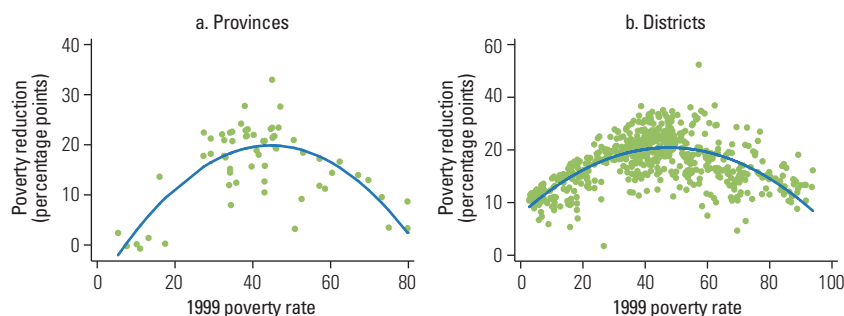 a. Provinces
Poverty reduction
(percentage points)
40
30
20
10
0
0 20 40 60 80
1999 poverty rate
b. Districts
Poverty reduction
(percentage points)
60
40
20
10
0
0 20 40 60 80 100
1999 poverty rate